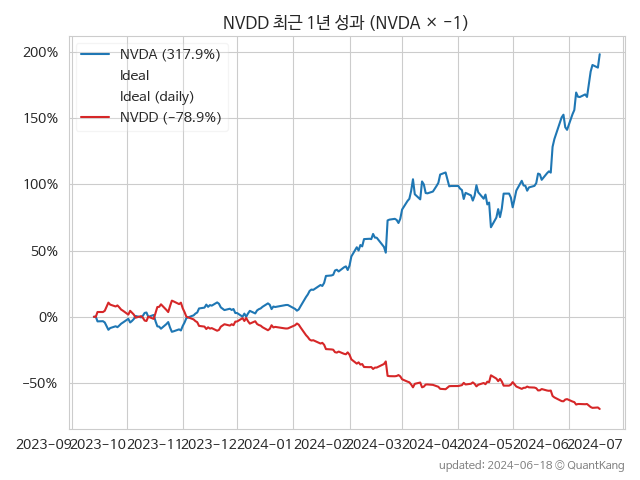 NVDD 최근 1년 성과 (NVDA × −1)
NVDA (317.9%)
Ideal
Ideal (daily)
NVDD (−78.9%)
200%
150%
100%
50%
0%
−50%
2023-09 2023-10 2023-11 2023-12 2024-01 2024-02 2024-03 2024-04 2024-05 2024-06 2024-07
updated: 2024-06-18 © QuantKang